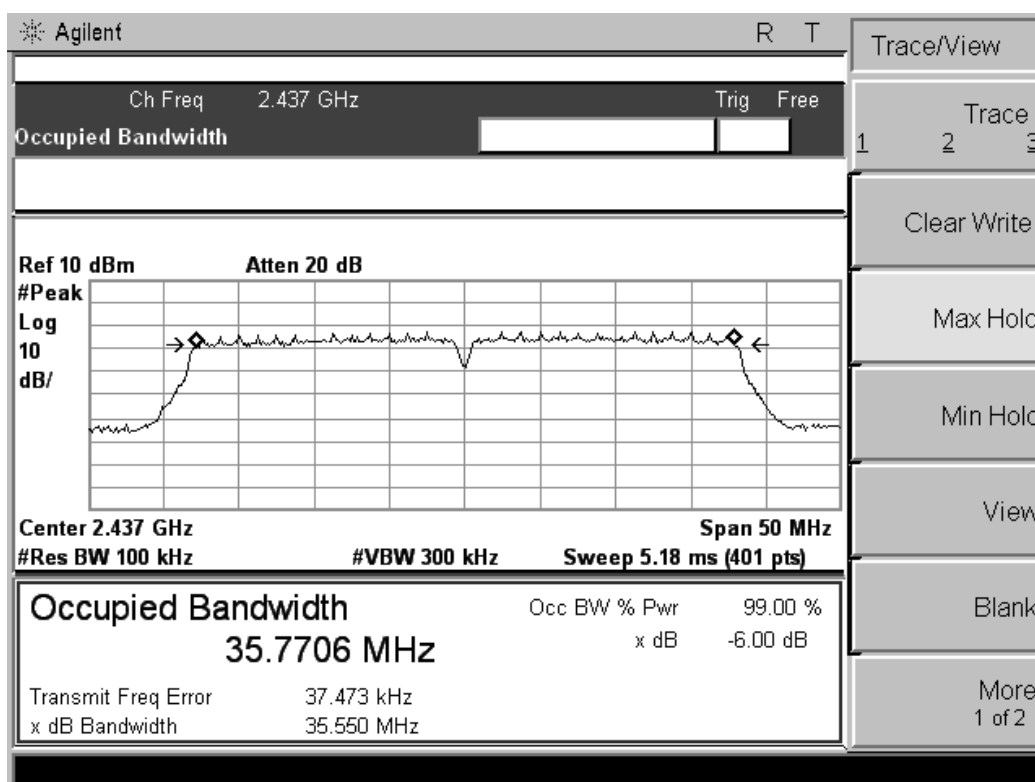 Agilent R T
Trace/View
Ch Freq 2.437 GHz Trig Free
Occupied Bandwidth
Trace
1 2 3
Clear Write
Ref 10 dBm Atten 20 dB
#Peak
Log
10
dB/
Max Hold
Min Hold
View
Center 2.437 GHz Span 50 MHz
#Res BW 100 kHz #VBW 300 kHz Sweep 5.18 ms (401 pts)
Occupied Bandwidth
35.7706 MHz
Occ BW % Pwr 99.00 %
x dB -6.00 dB
Transmit Freq Error 37.473 kHz
x dB Bandwidth 35.550 MHz
Blank
More
1 of 2